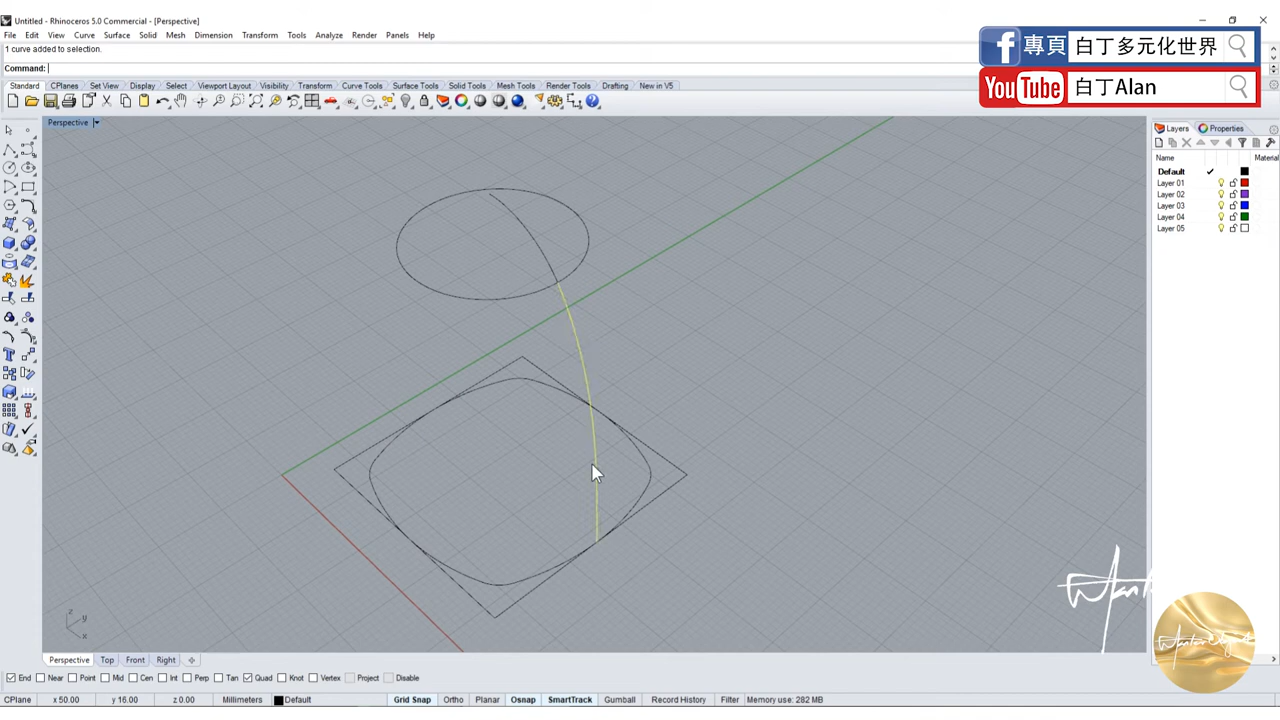 Untitled - Rhinoceros 5.0 Commercial - [Perspective]
File Edit View Curve Surface Solid Mesh Dimension Transform Tools Analyze Render Panels Help
1 curve added to selection.
Command:
f 專頁 白丁多元化世界
YouTube 白丁Alan
Standard CPlanes Set View Display Select Viewport Layout Visibility Transform Curve Tools Surface Tools Solid Tools Mesh Tools Render Tools Drafting New in V5
Perspective
Layers Properties
Name Material
Default
Layer 01
Layer 02
Layer 03
Layer 04
Layer 05
z
y
x
Perspective Top Front Right
End Near Point Mid Cen Int Perp Tan Quad Knot Vertex Project Disable
CPlane x 50.00 y 16.00 z 0.00 Millimeters Default Grid Snap Ortho Planar Osnap SmartTrack Gumball Record History Filter Memory use: 282 MB